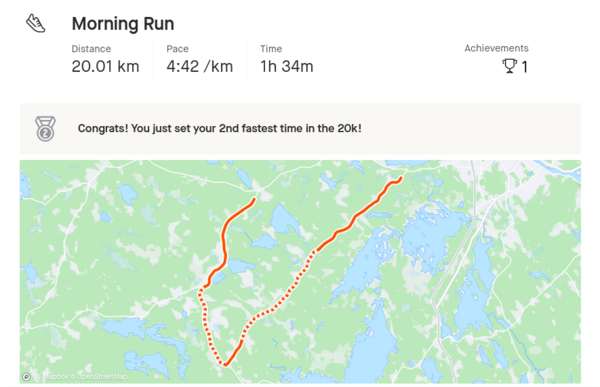 Morning Run
Distance Pace Time Achievements
20.01 km 4:42 /km 1h 34m 1
2
Congrats! You just set your 2nd fastest time in the 20k!
© Mapbox © OpenStreetMap